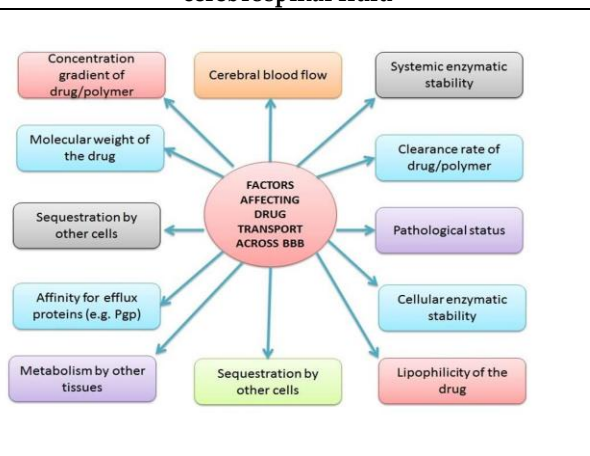 cerebrospinal fluid
Concentration
gradient of
drug/polymer
Cerebral blood flow
Systemic enzymatic
stability
Molecular weight of
the drug
Clearance rate of
drug/polymer
FACTORS
AFFECTING
DRUG
TRANSPORT
ACROSS BBB
Sequestration by
other cells
Pathological status
Affinity for efflux
proteins (e.g. Pgp)
Cellular enzymatic
stability
Metabolism by other
tissues
Sequestration by
other cells
Lipophilicity of the
drug